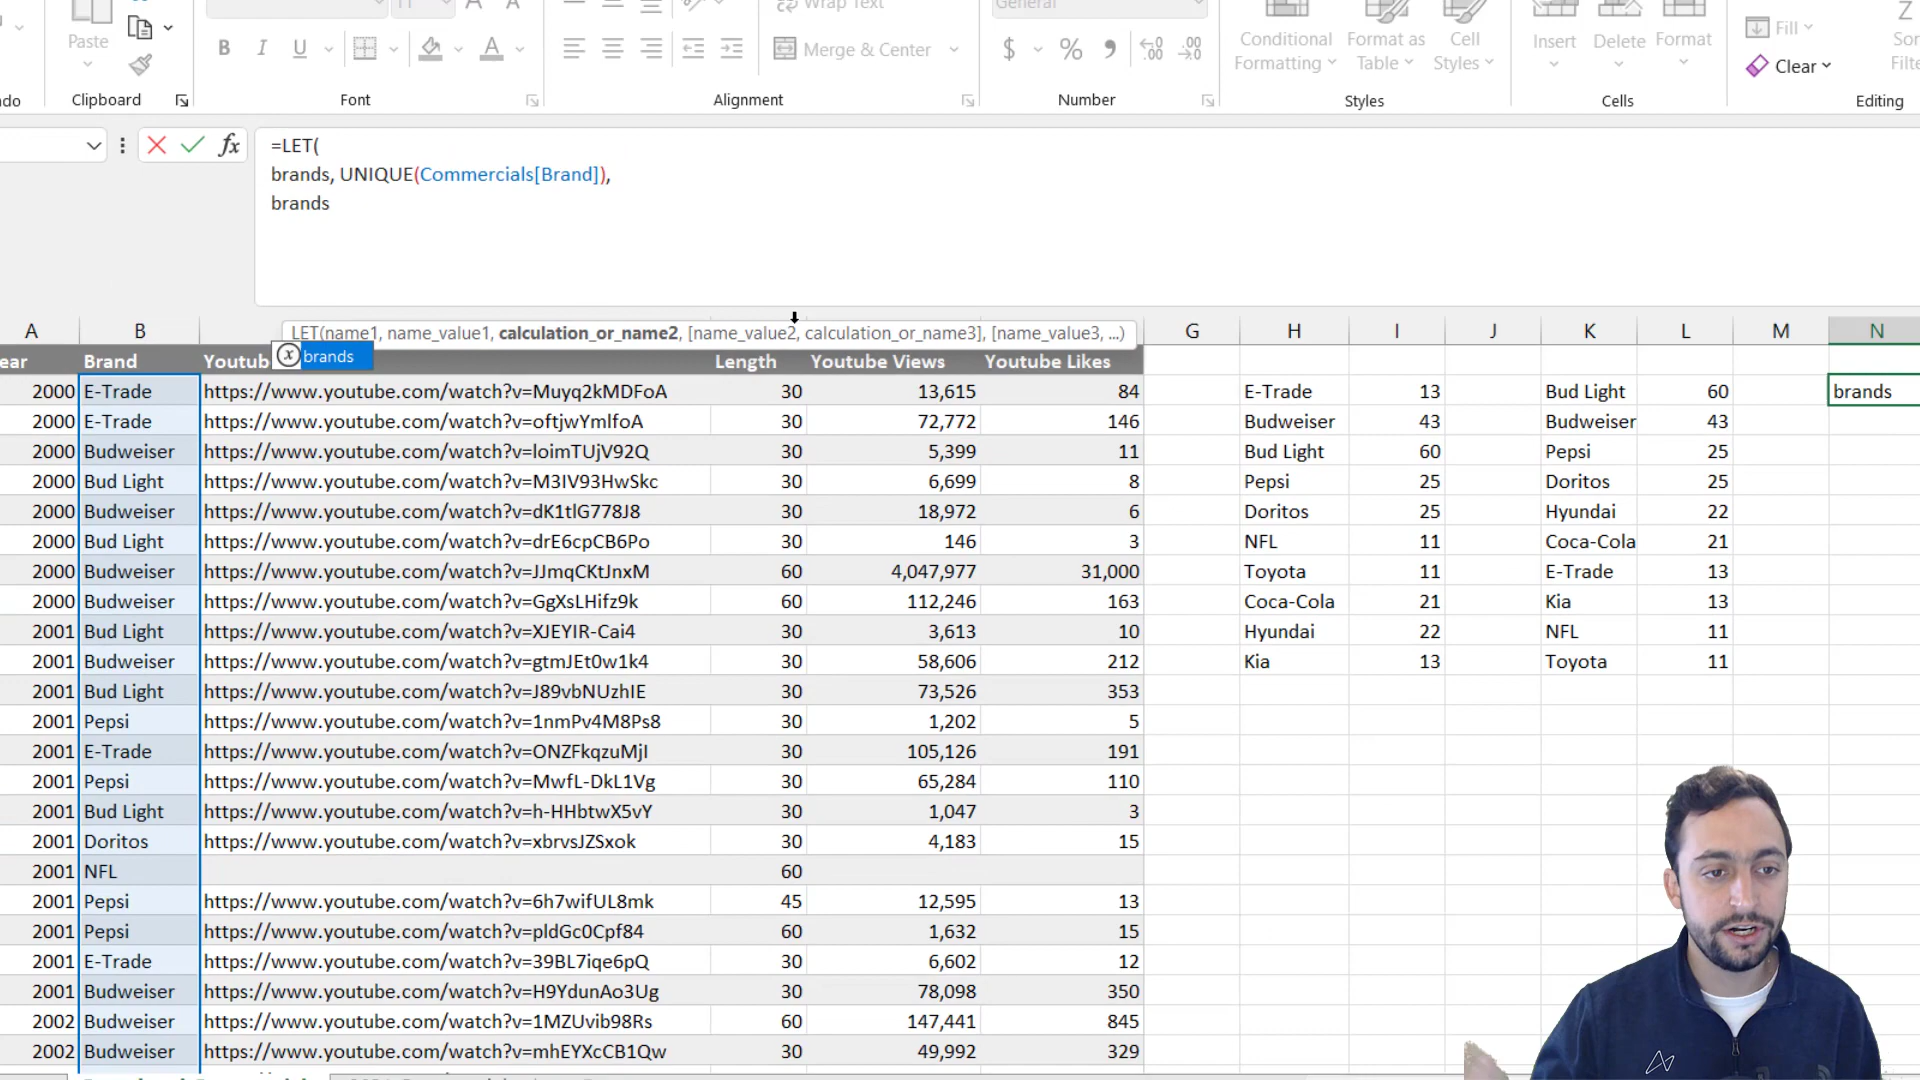 Paste
B I U
Wrap Text
Merge & Center
General
$ % 9
Conditional Formatting
Format as Table
Cell Styles
Insert
Delete
Format
Fill
Clear
ndo
Clipboard
Font
Alignment
Number
Styles
Cells
Editing
fx
=LET(
brands, UNIQUE(Commercials[Brand]),
brands
LET(name1, name_value1, calculation_or_name2, [name_value2, calculation_or_name3], [name_value3, ...)
brands
A B G H I J K L M N
ear Brand Youtub Length Youtube Views Youtube Likes
2000 E-Trade https://www.youtube.com/watch?v=Muyq2kMDFoA 30 13,615 84 E-Trade 13 Bud Light 60 brands
2000 E-Trade https://www.youtube.com/watch?v=oftjwYmlfoA 30 72,772 146 Budweiser 43 Budweiser 43
2000 Budweiser https://www.youtube.com/watch?v=loimTUjV92Q 30 5,399 11 Bud Light 60 Pepsi 25
2000 Bud Light https://www.youtube.com/watch?v=M3IV93HwSkc 30 6,699 8 Pepsi 25 Doritos 25
2000 Budweiser https://www.youtube.com/watch?v=dK1tlG778J8 30 18,972 6 Doritos 25 Hyundai 22
2000 Bud Light https://www.youtube.com/watch?v=drE6cpCB6Po 30 146 3 NFL 11 Coca-Cola 21
2000 Budweiser https://www.youtube.com/watch?v=JJmqCKtJnxM 60 4,047,977 31,000 Toyota 11 E-Trade 13
2000 Budweiser https://www.youtube.com/watch?v=GgXsLHifz9k 60 112,246 163 Coca-Cola 21 Kia 13
2001 Bud Light https://www.youtube.com/watch?v=XJEYIR-Cai4 30 3,613 10 Hyundai 22 NFL 11
2001 Budweiser https://www.youtube.com/watch?v=gtmJEt0w1k4 30 58,606 212 Kia 13 Toyota 11
2001 Bud Light https://www.youtube.com/watch?v=J89vbNUzhIE 30 73,526 353
2001 Pepsi https://www.youtube.com/watch?v=1nmPv4M8Ps8 30 1,202 5
2001 E-Trade https://www.youtube.com/watch?v=ONZFkqzuMjI 30 105,126 191
2001 Pepsi https://www.youtube.com/watch?v=MwfL-DkL1Vg 30 65,284 110
2001 Bud Light https://www.youtube.com/watch?v=h-HHbtwX5vY 30 1,047 3
2001 Doritos https://www.youtube.com/watch?v=xbrvsJZSxok 30 4,183 15
2001 NFL 60
2001 Pepsi https://www.youtube.com/watch?v=6h7wifUL8mk 45 12,595 13
2001 Pepsi https://www.youtube.com/watch?v=pldGc0Cpf84 60 1,632 15
2001 E-Trade https://www.youtube.com/watch?v=39BL7iqe6pQ 30 6,602 12
2001 Budweiser https://www.youtube.com/watch?v=H9YdunAo3Ug 30 78,098 350
2002 Budweiser https://www.youtube.com/watch?v=1MZUvib98Rs 60 147,441 845
2002 Budweiser https://www.youtube.com/watch?v=mhEYXcCB1Qw 30 49,992 329